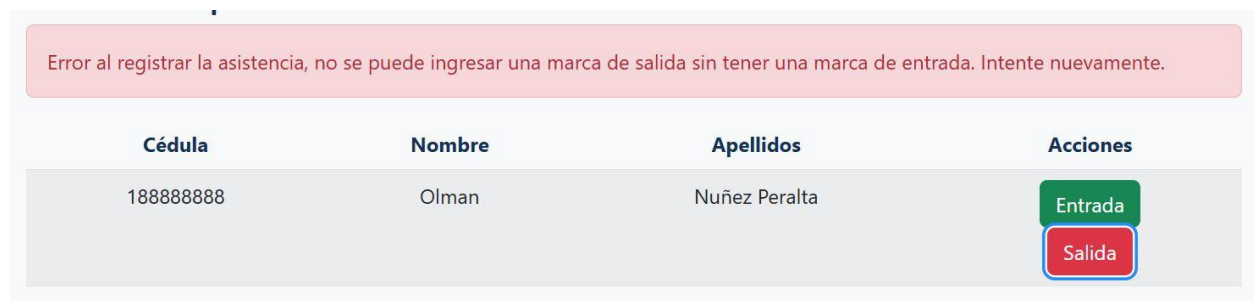 Error al registrar la asistencia, no se puede ingresar una marca de salida sin tener una marca de entrada. Intente nuevamente.
Cédula Nombre Apellidos Acciones
188888888 Olman Nuñez Peralta Entrada
Salida